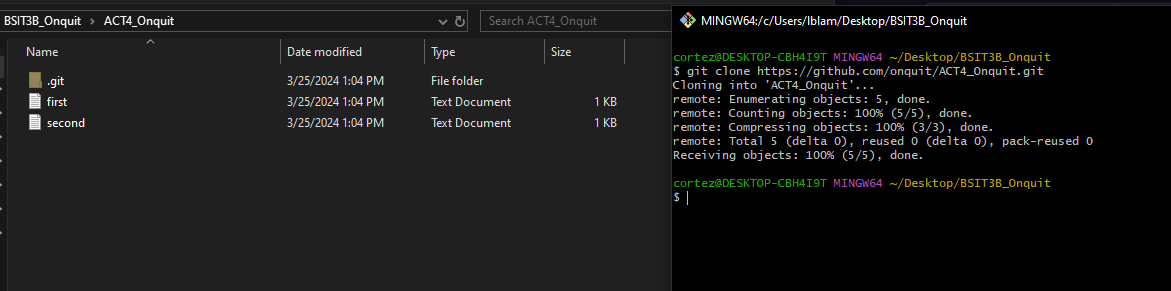 BSIT3B_Onquit > ACT4_Onquit
Search ACT4_Onquit
Name Date modified Type Size
.git 3/25/2024 1:04 PM File folder
first 3/25/2024 1:04 PM Text Document 1 KB
second 3/25/2024 1:04 PM Text Document 1 KB
MINGW64:/c/Users/lblam/Desktop/BSIT3B_Onquit
cortez@DESKTOP-CBH4I9T MINGW64 ~/Desktop/BSIT3B_Onquit
$ git clone https://github.com/onquit/ACT4_Onquit.git
Cloning into 'ACT4_Onquit'...
remote: Enumerating objects: 5, done.
remote: Counting objects: 100% (5/5), done.
remote: Compressing objects: 100% (3/3), done.
remote: Total 5 (delta 0), reused 0 (delta 0), pack-reused 0
Receiving objects: 100% (5/5), done.
cortez@DESKTOP-CBH4I9T MINGW64 ~/Desktop/BSIT3B_Onquit
$